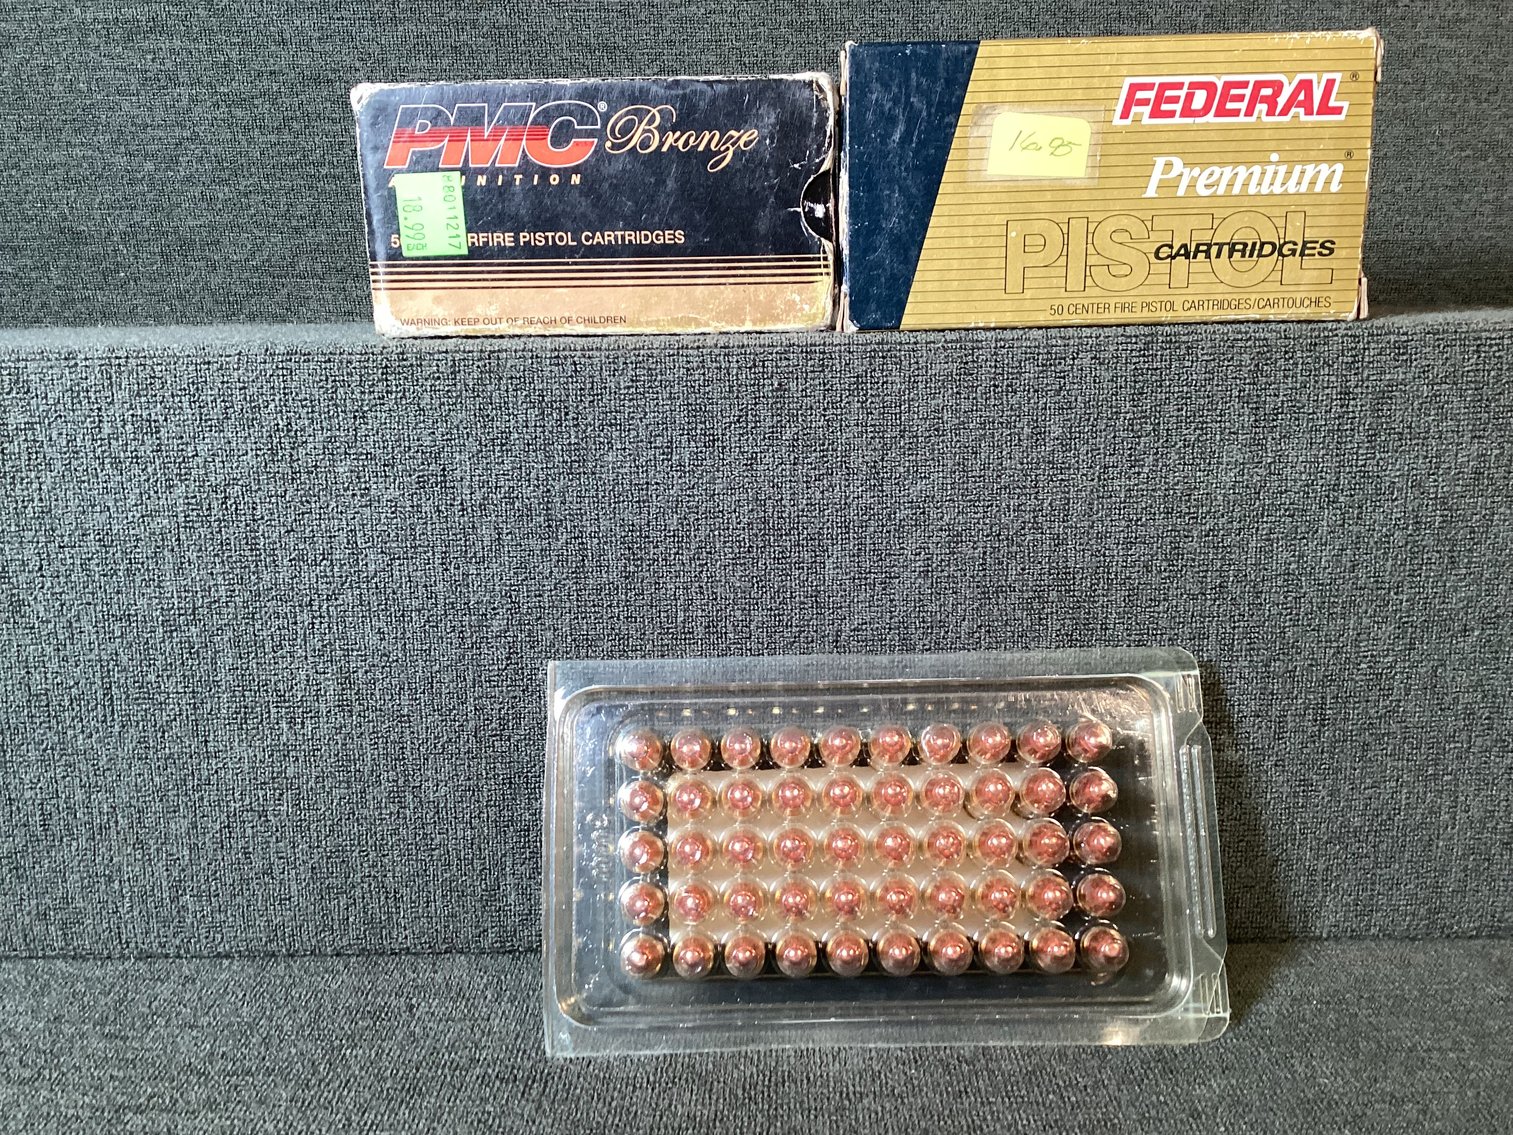 PMC® Bronze
NITION
#8011217
18.99
RFIRE PISTOL CARTRIDGES
WARNING: KEEP OUT OF REACH OF CHILDREN
FEDERAL®
16.95
Premium®
PISTOL
CARTRIDGES
50 CENTER FIRE PISTOL CARTRIDGES/CARTOUCHES